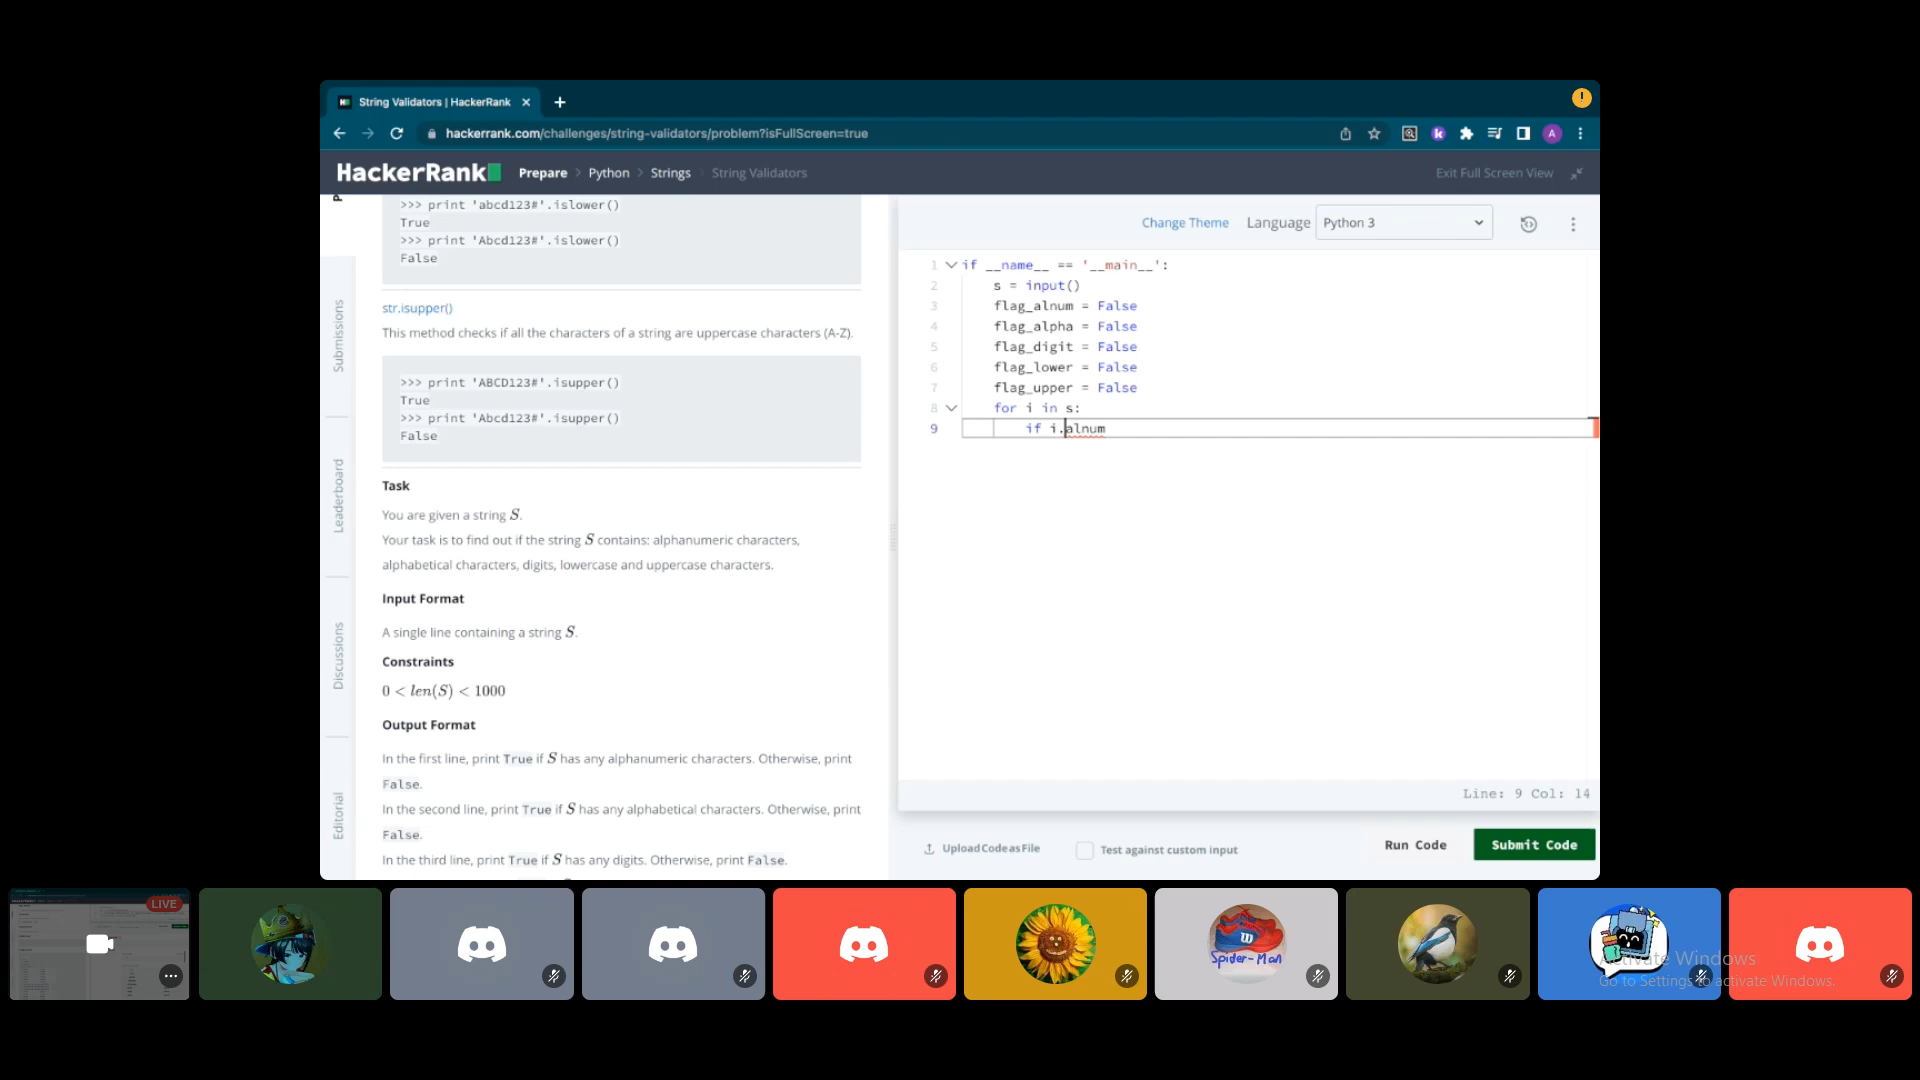 String Validators | HackerRank
hackerrank.com/challenges/string-validators/problem?isFullScreen=true
A
HackerRank
Prepare > Python > Strings > String Validators
Exit Full Screen View
>>> print 'abcd123#'.islower()
True
>>> print 'Abcd123#'.islower()
False
str.isupper()
This method checks if all the characters of a string are uppercase characters (A-Z).
>>> print 'ABCD123#'.isupper()
True
>>> print 'Abcd123#'.isupper()
False
Task
You are given a string S.
Your task is to find out if the string S contains: alphanumeric characters,
alphabetical characters, digits, lowercase and uppercase characters.
Input Format
A single line containing a string S.
Constraints
0 < len(S) < 1000
Output Format
In the first line, print True if S has any alphanumeric characters. Otherwise, print
False.
In the second line, print True if S has any alphabetical characters. Otherwise, print
False.
In the third line, print True if S has any digits. Otherwise, print False.
Submissions
Leaderboard
Discussions
Editorial
Change Theme Language Python 3
1 if __name__ == '__main__':
2 s = input()
3 flag_alnum = False
4 flag_alpha = False
5 flag_digit = False
6 flag_lower = False
7 flag_upper = False
8 for i in s:
9 if i.alnum
Line: 9 Col: 14
Upload Code as File
Test against custom input
Run Code
Submit Code
LIVE
W
Spider-Man
Activate Windows
Go to Settings to activate Windows.